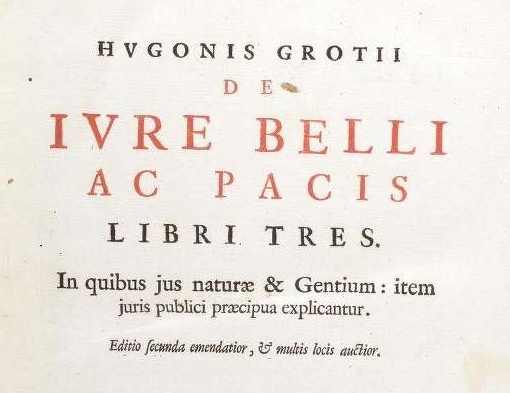 HVGONIS GROTII
DE
IVRE BELLI
AC PACIS
LIBRI TRES.
In quibus jus naturæ & Gentium: item
juris publici præcipua explicantur.
Editio ſecunda emendatior, & multis locis auctior.